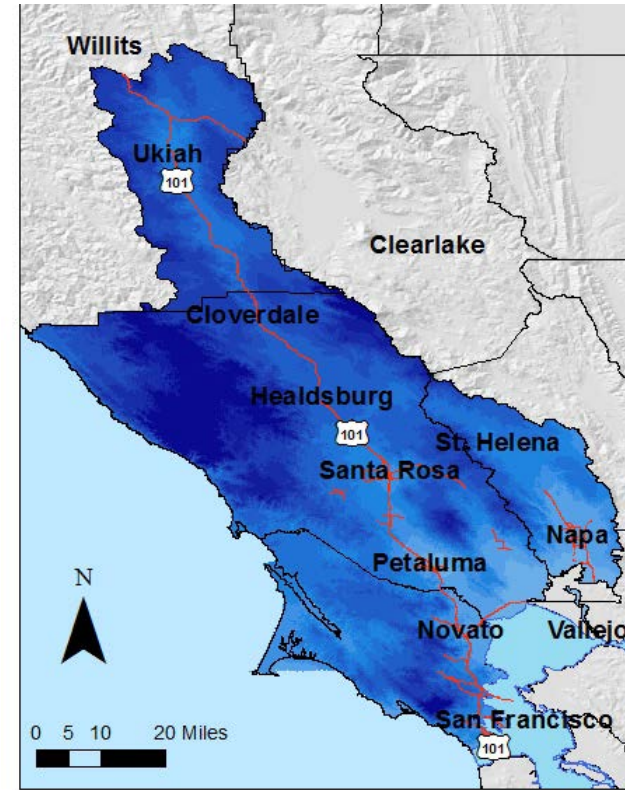 Willits
Ukiah
101
Clearlake
Cloverdale
Healdsburg
101
St. Helena
Santa Rosa
Napa
Petaluma
N
Novato
Vallejo
San Francisco
0 5 10 20 Miles
101